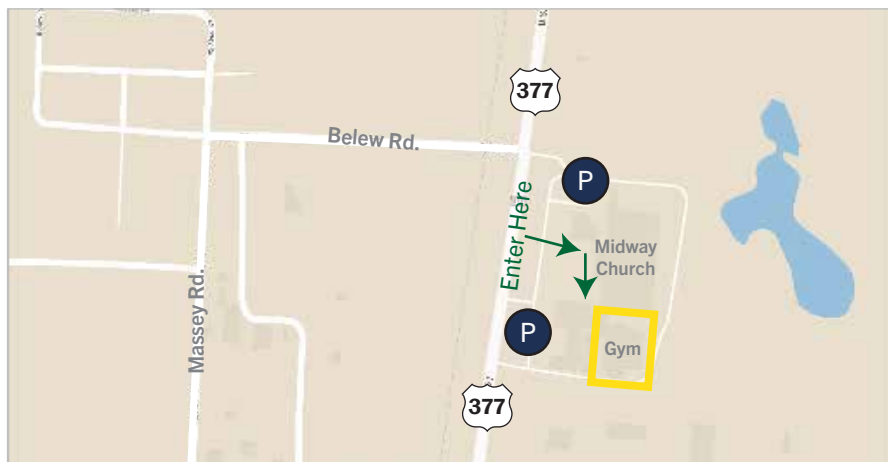 377
Belew Rd.
P
Enter Here
Midway
Church
Massey Rd.
P
Gym
377